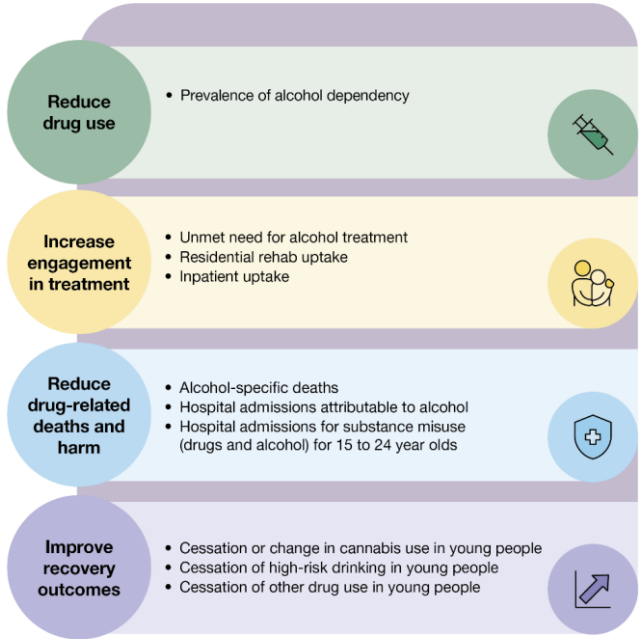 Reduce
drug use
• Prevalence of alcohol dependency
Increase
engagement
in treatment
• Unmet need for alcohol treatment
• Residential rehab uptake
• Inpatient uptake
Reduce
drug-related
deaths and
harm
• Alcohol-specific deaths
• Hospital admissions attributable to alcohol
• Hospital admissions for substance misuse
(drugs and alcohol) for 15 to 24 year olds
Improve
recovery
outcomes
• Cessation or change in cannabis use in young people
• Cessation of high-risk drinking in young people
• Cessation of other drug use in young people